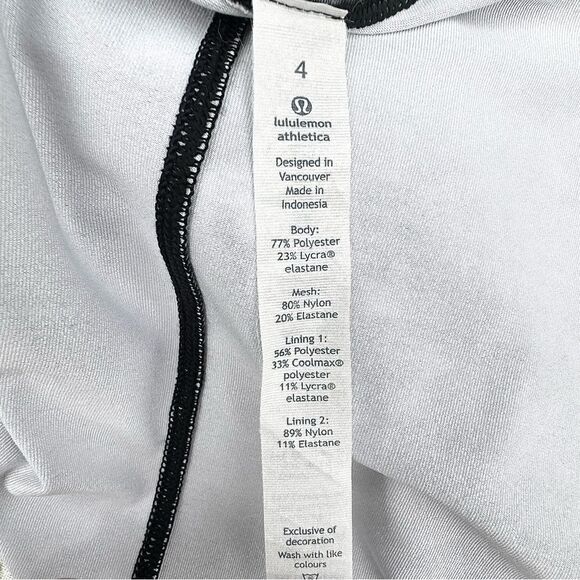 4
lululemon
athletica
Designed in
Vancouver
Made in
Indonesia
Body:
77% Polyester
23% Lycra®
elastane
Mesh:
80% Nylon
20% Elastane
Lining 1:
56% Polyester
33% Coolmax®
polyester
11% Lycra®
elastane
Lining 2:
89% Nylon
11% Elastane
Exclusive of
decoration
Wash with like
colours